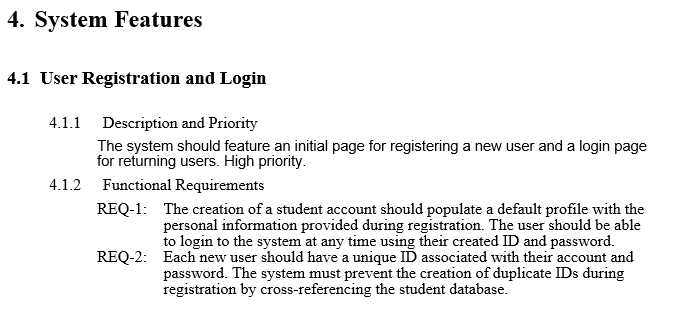 4. System Features
4.1 User Registration and Login
4.1.1 Description and Priority
The system should feature an initial page for registering a new user and a login page
for returning users. High priority.
4.1.2 Functional Requirements
REQ-1: The creation of a student account should populate a default profile with the
personal information provided during registration. The user should be able
to login to the system at any time using their created ID and password.
REQ-2: Each new user should have a unique ID associated with their account and
password. The system must prevent the creation of duplicate IDs during
registration by cross-referencing the student database.